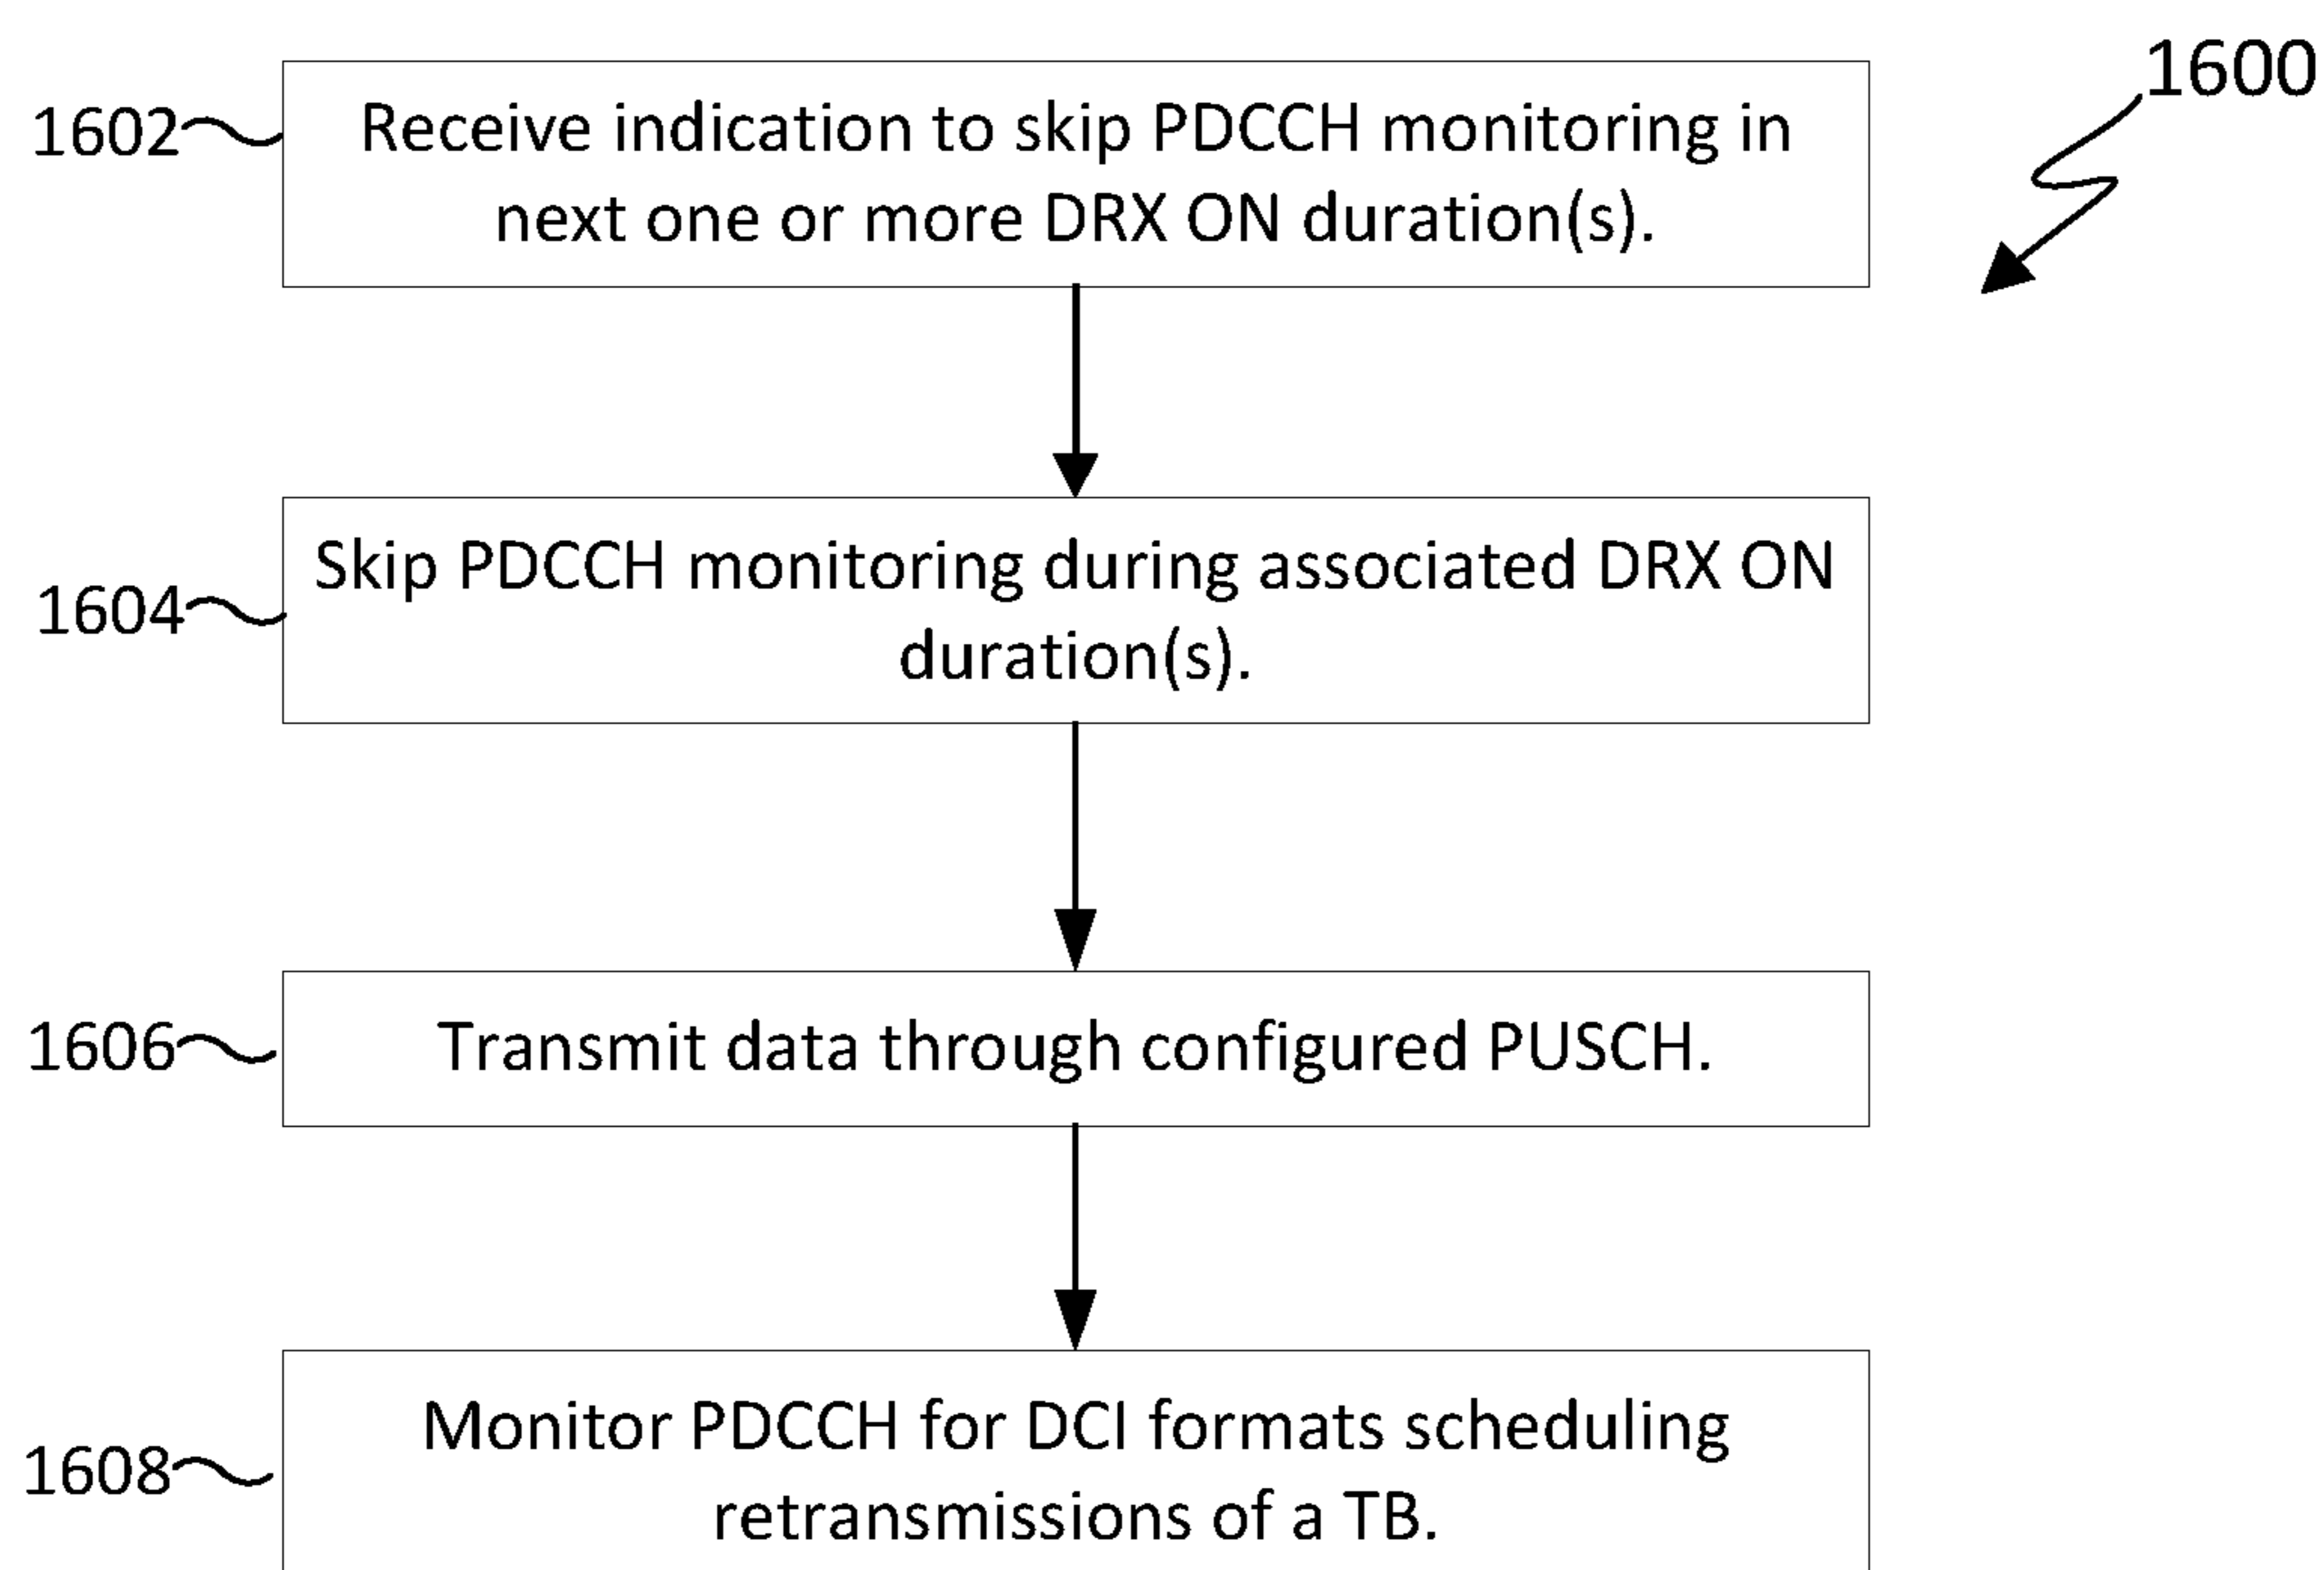 1600
1602
Receive indication to skip PDCCH monitoring in
next one or more DRX ON duration(s).
1604
Skip PDCCH monitoring during associated DRX ON
duration(s).
1606
Transmit data through configured PUSCH.
1608
Monitor PDCCH for DCI formats scheduling
retransmissions of a TB.